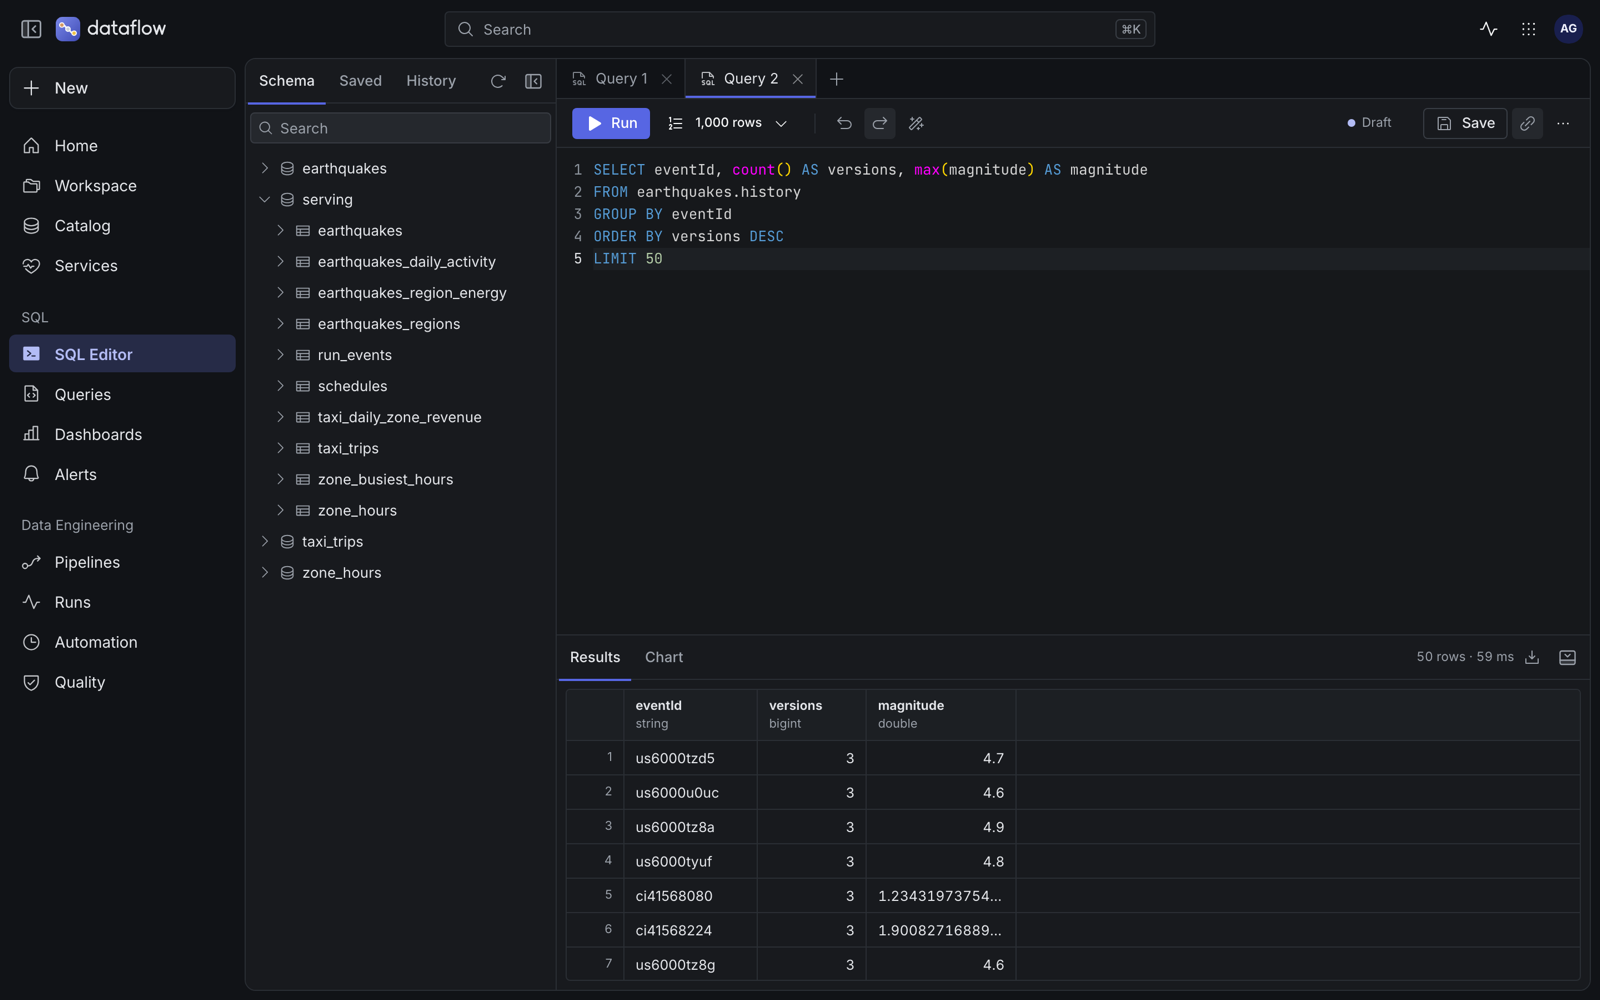 dataflow
Search
⌘K
AG
New
Home
Workspace
Catalog
Services
SQL
SQL Editor
Queries
Dashboards
Alerts
Data Engineering
Pipelines
Runs
Automation
Quality
Schema
Saved
History
Search
earthquakes
serving
earthquakes
earthquakes_daily_activity
earthquakes_region_energy
earthquakes_regions
run_events
schedules
taxi_daily_zone_revenue
taxi_trips
zone_busiest_hours
zone_hours
taxi_trips
zone_hours
SQL Query 1
SQL Query 2
Run
1,000 rows
Draft
Save
1 SELECT eventId, count() AS versions, max(magnitude) AS magnitude
2 FROM earthquakes.history
3 GROUP BY eventId
4 ORDER BY versions DESC
5 LIMIT 50
Results
Chart
50 rows · 59 ms
eventId versions magnitude
string bigint double
1 us6000tzd5 3 4.7
2 us6000u0uc 3 4.6
3 us6000tz8a 3 4.9
4 us6000tyuf 3 4.8
5 ci41568080 3 1.23431973754...
6 ci41568224 3 1.90082716889...
7 us6000tz8g 3 4.6